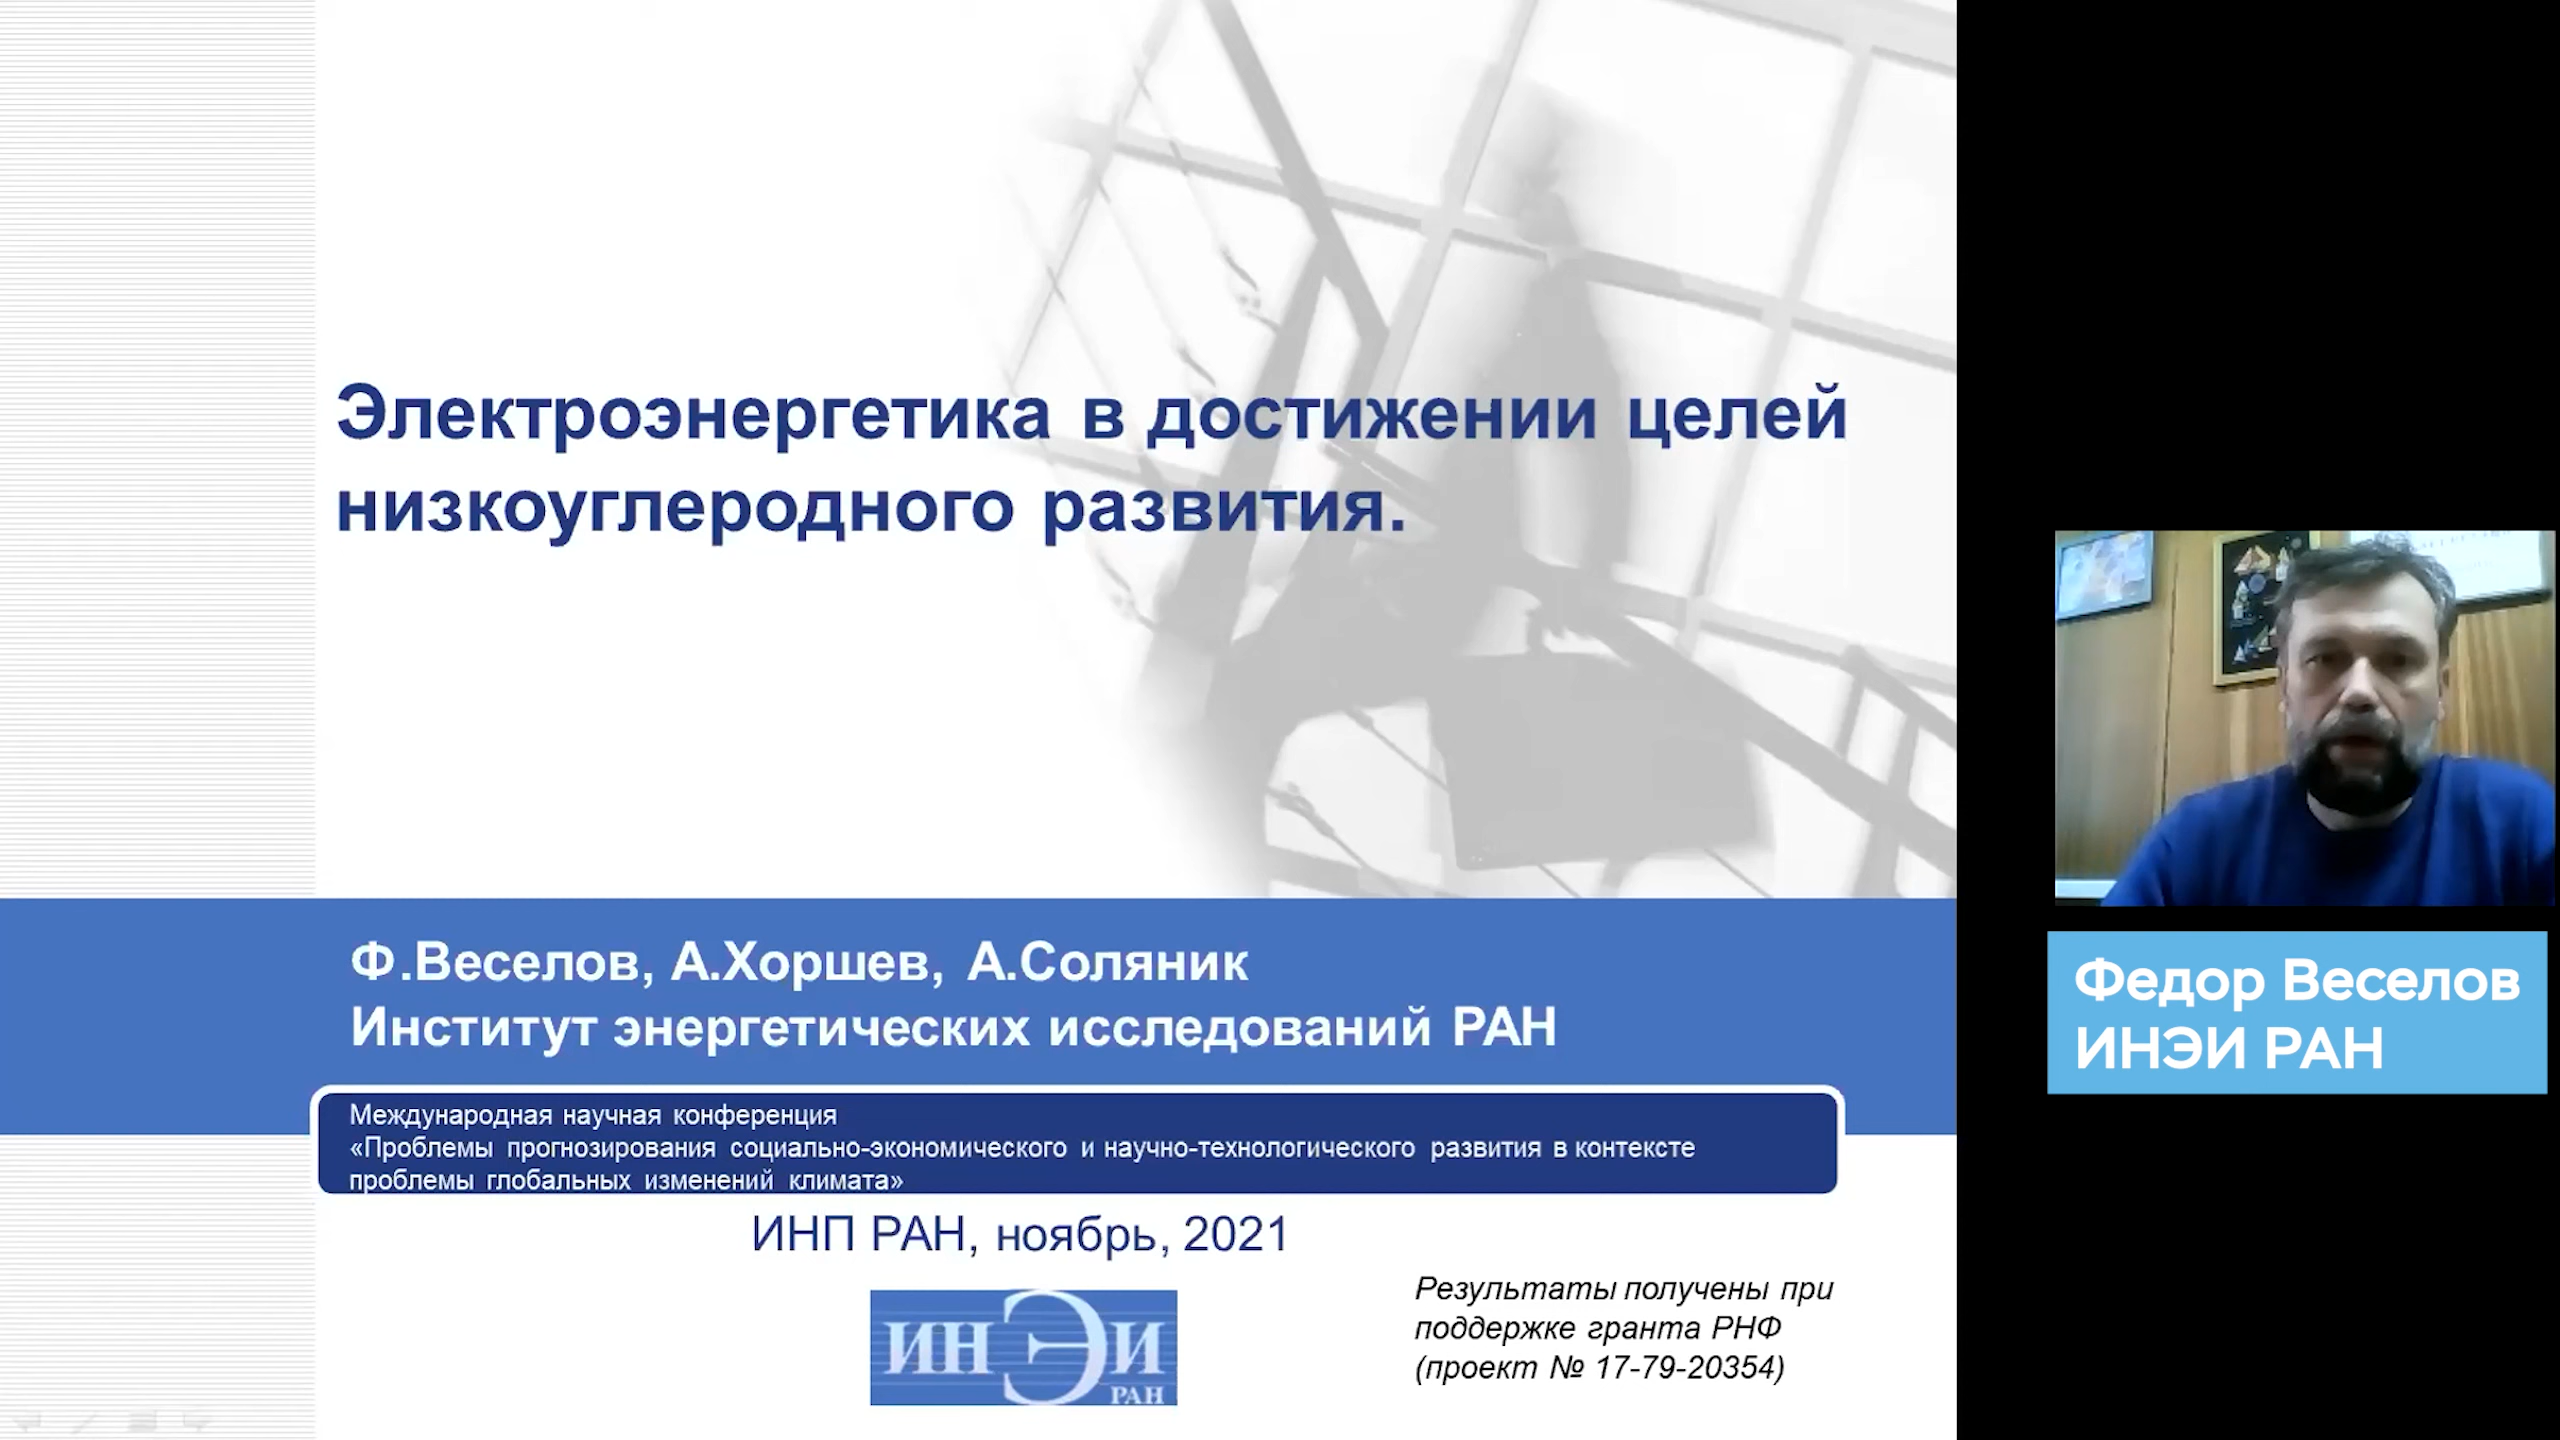 Электроэнергетика в достижении целей
низкоуглеродного развития.
Ф.Веселов, А.Хоршев, А.Соляник
Институт энергетических исследований РАН
Международная научная конференция
«Проблемы прогнозирования социально-экономического и научно-технологического развития в контексте
проблемы глобальных изменений климата»
ИНП РАН, ноябрь, 2021
ИНЭИ
РАН
Результаты получены при
поддержке гранта РНФ
(проект № 17-79-20354)
Федор Веселов
ИНЭИ РАН